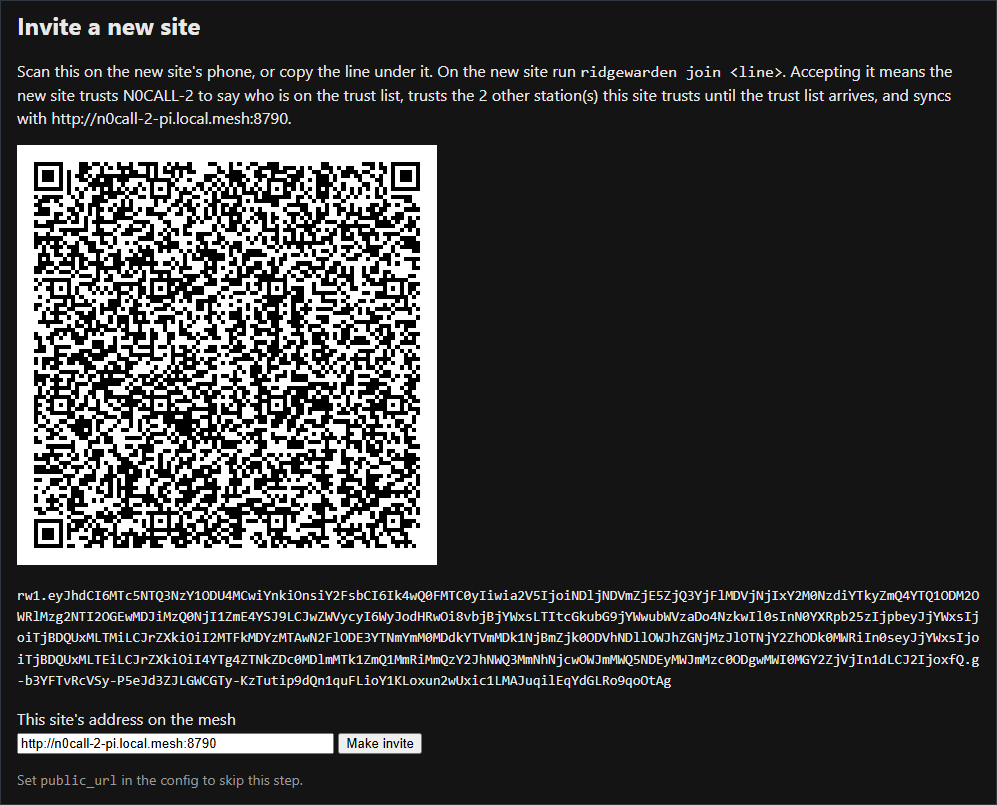 Invite a new site
Scan this on the new site's phone, or copy the line under it. On the new site run ridgewarden join <line>. Accepting it means the
new site trusts N0CALL-2 to say who is on the trust list, trusts the 2 other station(s) this site trusts until the trust list arrives, and syncs
with http://n0call-2-pi.local.mesh:8790.
rw1.eyJhdCI6MTc5NTQ3NzY1ODU4MCwiYnkiOnsiY2FsbCI6Ik4wQ0FMTC0yIiwia2V5IjoiNDljNDVmZjE5ZjQ3YjFlMDVjNjIxY2M0NzdiYTkyZmQ4YTQ1ODM2O
WRlMzg2NTI2OGEwMDJiMzQ0NjI1ZmE4YSJ9LCJwZWVycyI6WyJodHRwOi8vbjBjYWxsLTItcGkubG9jYWwubWVzaDo4NzkwIl0sInN0YXRpb25zIjpbeyJjYWxsIj
oiTjBDQUxMLTMiLCJrZXkiOiI2MTFkMDYzMTAwN2FlODE3YTNmYmM0MDdkYTVmMDk1NjBmZjk0ODVhNDllOWJhZGNjMzJlOTNjY2ZhODk0MWRiIn0seyJjYWxsIjo
iTjBDQUxMLTEiLCJrZXkiOiI4YTg4ZTNkZDc0MDlmMTk1ZmQ1MmRiMmQzY2JhNWQ3MmNhNjcwOWJmMWQ5NDEyMWJmMzc0ODgwMWI0MGY2ZjVjIn1dLCJ2IjoxfQ.g
-b3YFTvRcVSy-P5eJd3ZJLGWCGTy-KzTutip9dQn1quFLioY1KLoxun2wUxic1LMAJuqilEqYdGLRo9qoOtAg
This site's address on the mesh
http://n0call-2-pi.local.mesh:8790 Make invite
Set public_url in the config to skip this step.